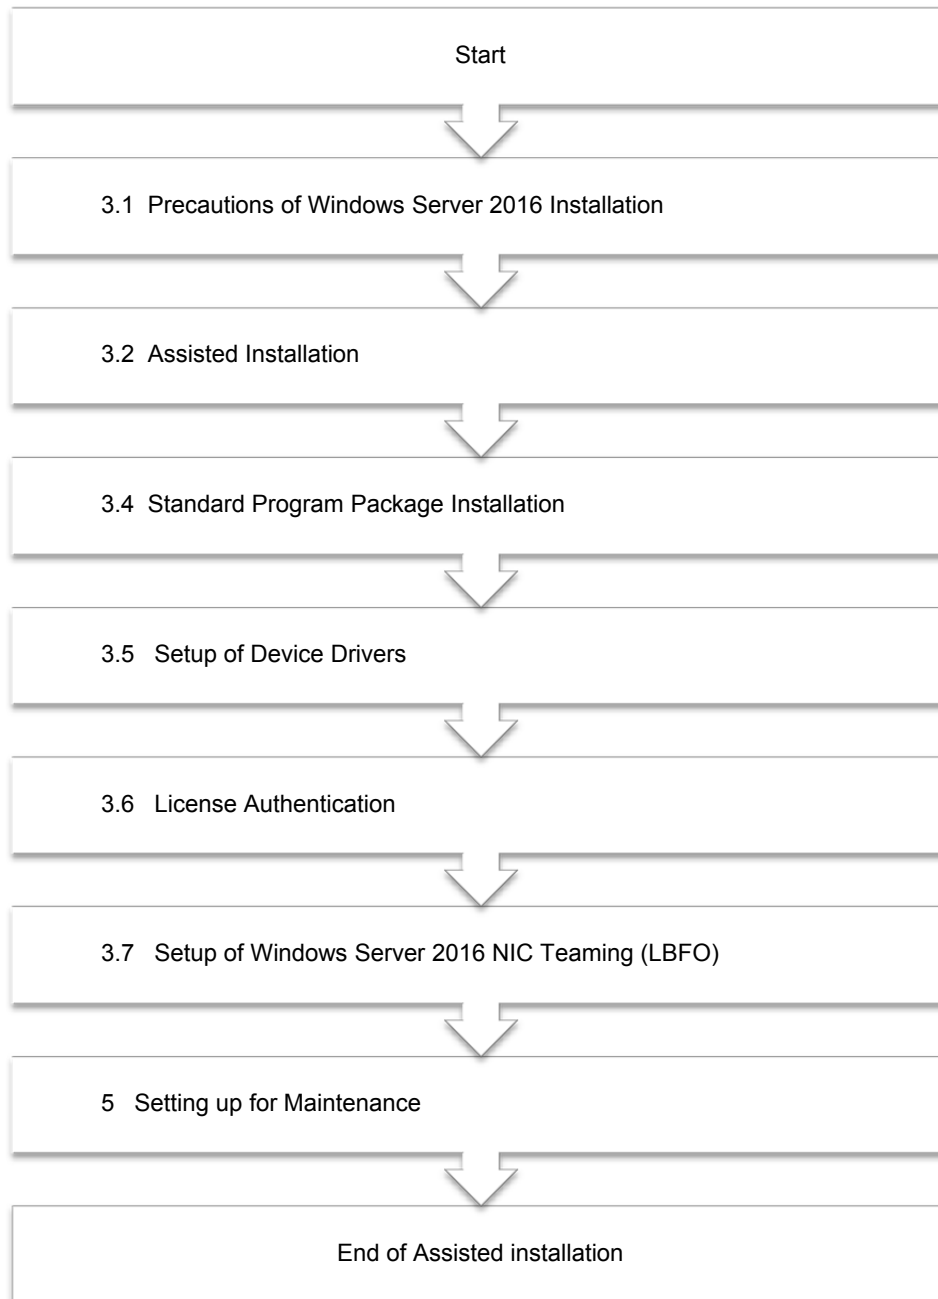 Start
3.1 Precautions of Windows Server 2016 Installation
3.2 Assisted Installation
3.4 Standard Program Package Installation
3.5 Setup of Device Drivers
3.6 License Authentication
3.7 Setup of Windows Server 2016 NIC Teaming (LBFO)
5 Setting up for Maintenance
End of Assisted installation